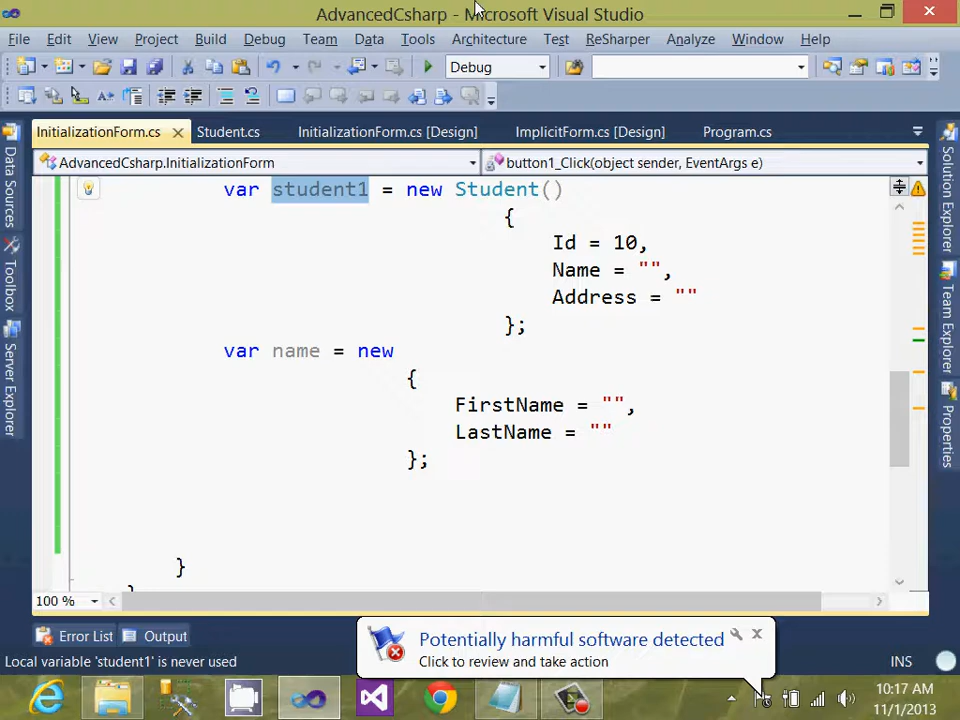 AdvancedCsharp - Microsoft Visual Studio
File Edit View Project Build Debug Team Data Tools Architecture Test ReSharper Analyze Window Help
Debug
InitializationForm.cs Student.cs InitializationForm.cs [Design] ImplicitForm.cs [Design] Program.cs
AdvancedCsharp.InitializationForm button1_Click(object sender, EventArgs e)
Data Sources
Toolbox
Server Explorer
var student1 = new Student()
{
Id = 10,
Name = "",
Address = ""
};
var name = new
{
FirstName = "",
LastName = ""
};
}
Solution Explorer
Team Explorer
Properties
100 %
Error List Output
Potentially harmful software detected
Click to review and take action
Local variable 'student1' is never used INS
10:17 AM
11/1/2013